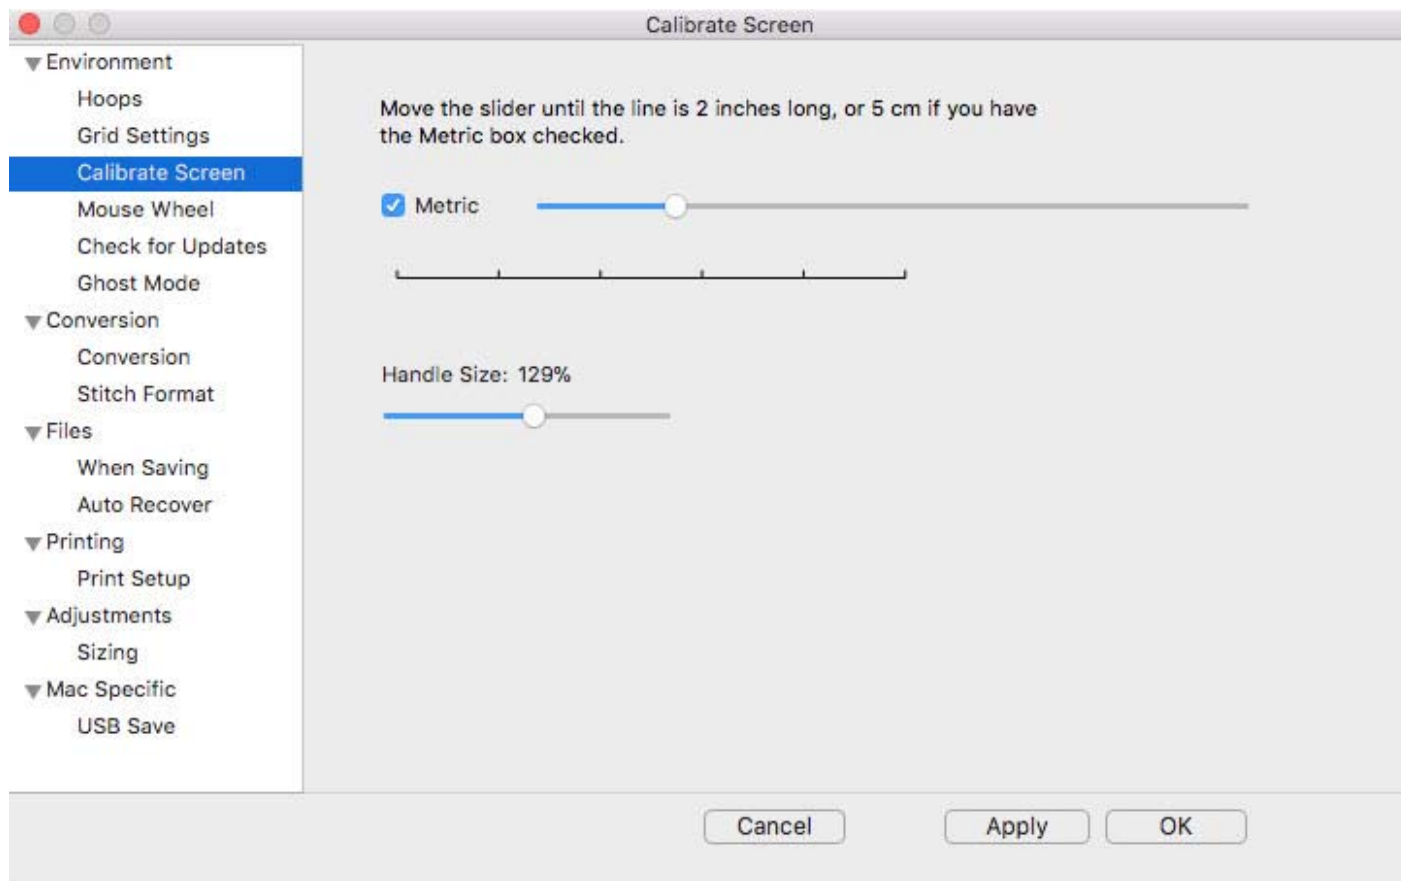 Calibrate Screen
Environment
Hoops
Grid Settings
Calibrate Screen
Mouse Wheel
Check for Updates
Ghost Mode
Conversion
Conversion
Stitch Format
Files
When Saving
Auto Recover
Printing
Print Setup
Adjustments
Sizing
Mac Specific
USB Save
Move the slider until the line is 2 inches long, or 5 cm if you have
the Metric box checked.
Metric
Handle Size: 129%
Cancel
Apply
OK